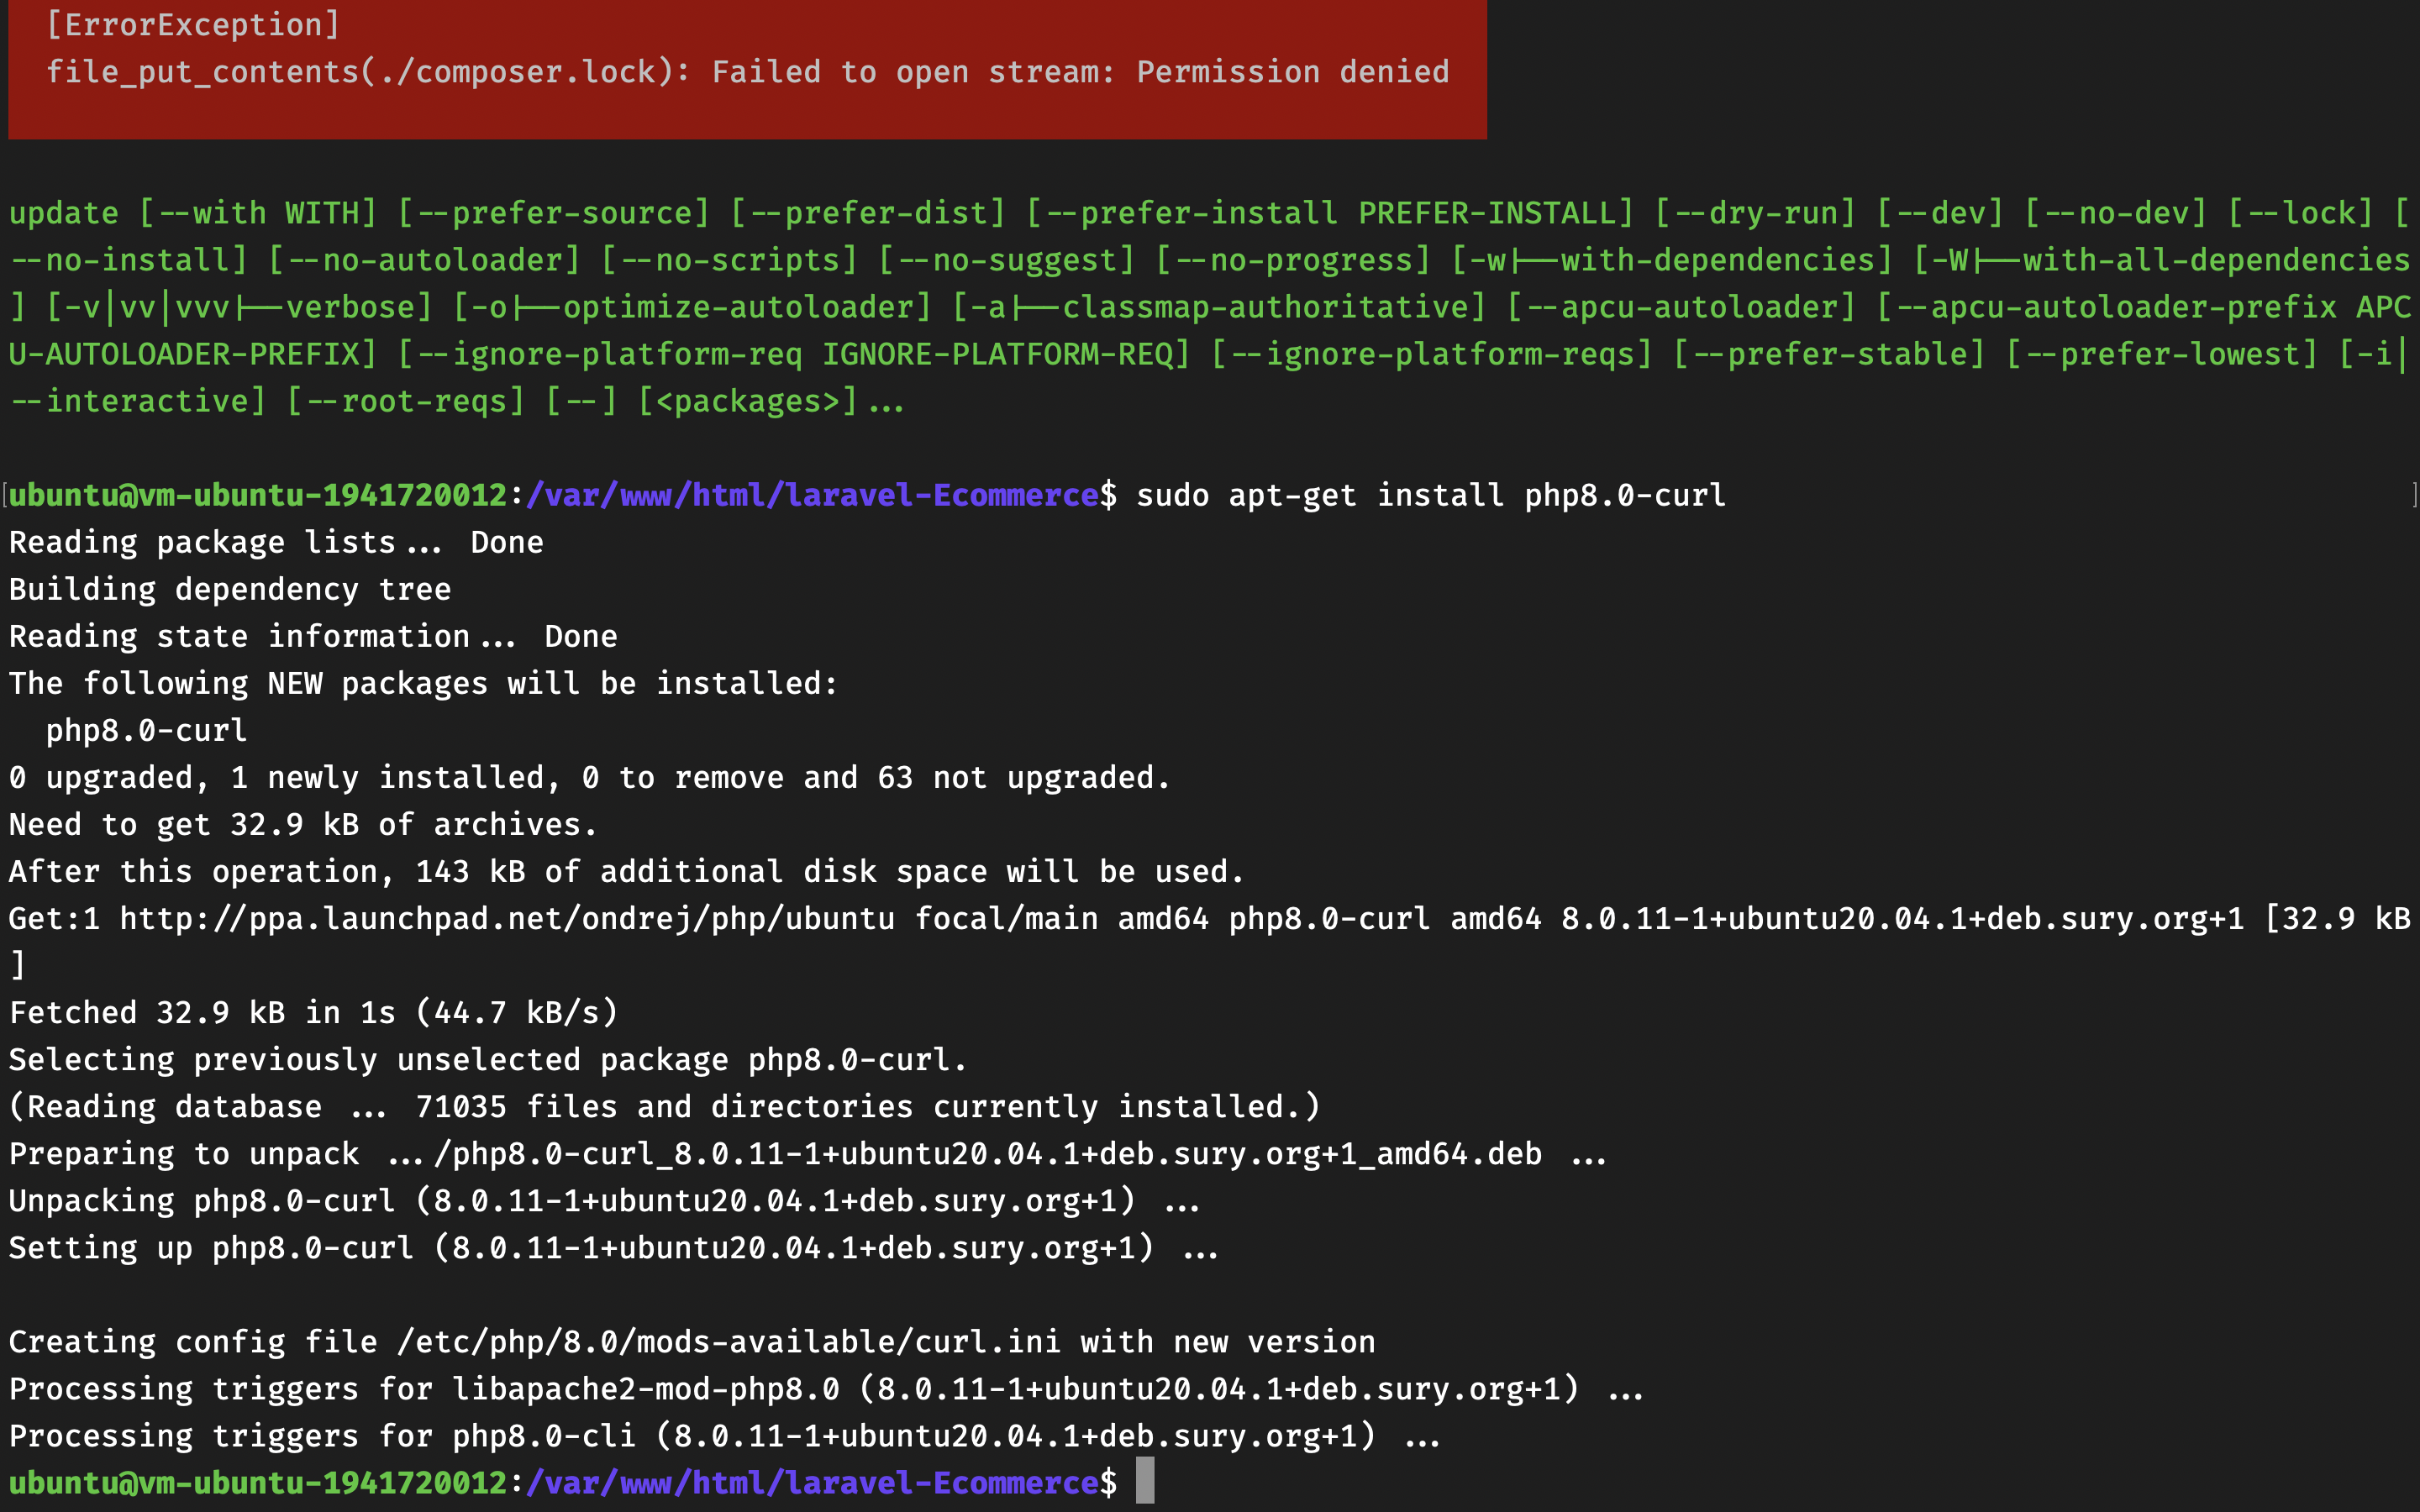 [ErrorException]
file_put_contents(./composer.lock): Failed to open stream: Permission denied
update [--with WITH] [--prefer-source] [--prefer-dist] [--prefer-install PREFER-INSTALL] [--dry-run] [--dev] [--no-dev] [--lock] [
--no-install] [--no-autoloader] [--no-scripts] [--no-suggest] [--no-progress] [-w|--with-dependencies] [-W|--with-all-dependencies
] [-v|vv|vvv|--verbose] [-o|--optimize-autoloader] [-a|--classmap-authoritative] [--apcu-autoloader] [--apcu-autoloader-prefix APC
U-AUTOLOADER-PREFIX] [--ignore-platform-req IGNORE-PLATFORM-REQ] [--ignore-platform-reqs] [--prefer-stable] [--prefer-lowest] [-i|
--interactive] [--root-reqs] [--] [<packages>]...
[ubuntu@vm-ubuntu-1941720012:/var/www/html/laravel-Ecommerce$ sudo apt-get install php8.0-curl ]
Reading package lists... Done
Building dependency tree
Reading state information... Done
The following NEW packages will be installed:
php8.0-curl
0 upgraded, 1 newly installed, 0 to remove and 63 not upgraded.
Need to get 32.9 kB of archives.
After this operation, 143 kB of additional disk space will be used.
Get:1 http://ppa.launchpad.net/ondrej/php/ubuntu focal/main amd64 php8.0-curl amd64 8.0.11-1+ubuntu20.04.1+deb.sury.org+1 [32.9 kB
]
Fetched 32.9 kB in 1s (44.7 kB/s)
Selecting previously unselected package php8.0-curl.
(Reading database ... 71035 files and directories currently installed.)
Preparing to unpack .../php8.0-curl_8.0.11-1+ubuntu20.04.1+deb.sury.org+1_amd64.deb ...
Unpacking php8.0-curl (8.0.11-1+ubuntu20.04.1+deb.sury.org+1) ...
Setting up php8.0-curl (8.0.11-1+ubuntu20.04.1+deb.sury.org+1) ...
Creating config file /etc/php/8.0/mods-available/curl.ini with new version
Processing triggers for libapache2-mod-php8.0 (8.0.11-1+ubuntu20.04.1+deb.sury.org+1) ...
Processing triggers for php8.0-cli (8.0.11-1+ubuntu20.04.1+deb.sury.org+1) ...
ubuntu@vm-ubuntu-1941720012:/var/www/html/laravel-Ecommerce$